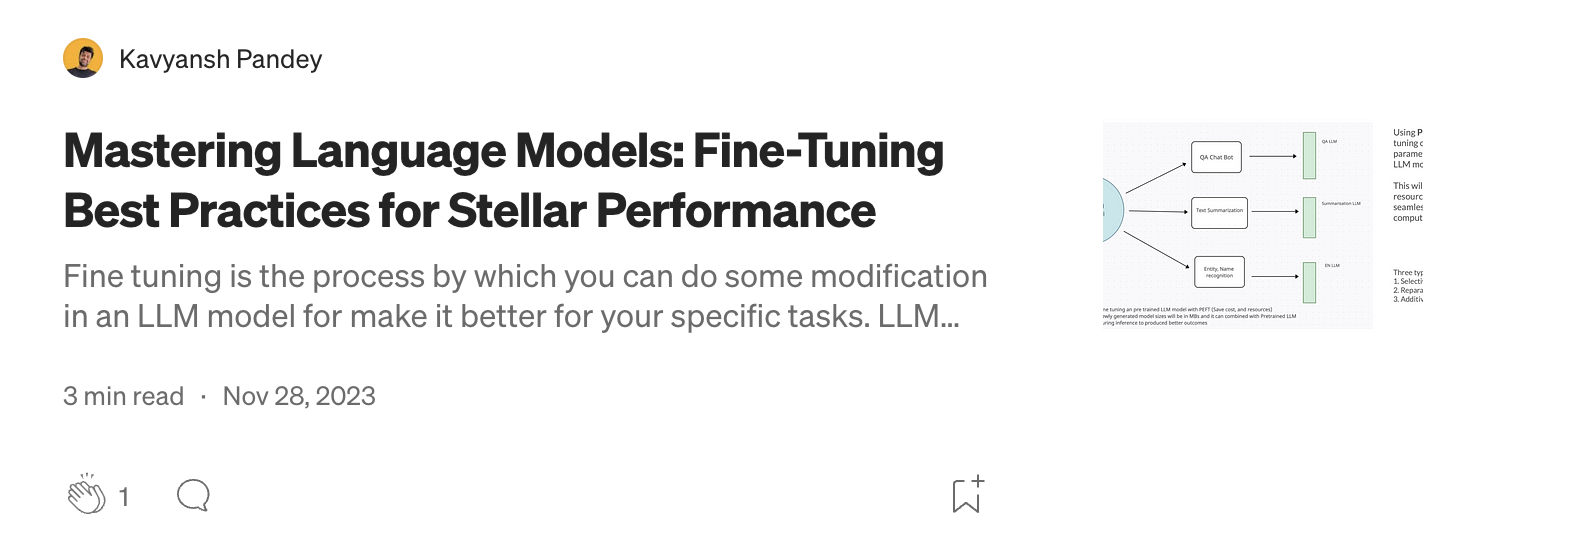 Kavyansh Pandey
Mastering Language Models: Fine-Tuning
Best Practices for Stellar Performance
Fine tuning is the process by which you can do some modification
in an LLM model for make it better for your specific tasks. LLM...
3 min read · Nov 28, 2023
1
QA Chat Bot
QA LLM
Text Summarization
Summarisation LLM
Entity, Name
recognition
EN LLM
ne tuning an pre trained LLM model with PEFT (Save cost, and resources)
wly generated model sizes will be in MBs and it can combined with Pretrained LLM
uring inference to produced better outcomes
Using P
tuning c
parame
LLM mo
This will
resourc
seamles
comput
Three typ
1. Selecti
2. Repara
3. Additiv